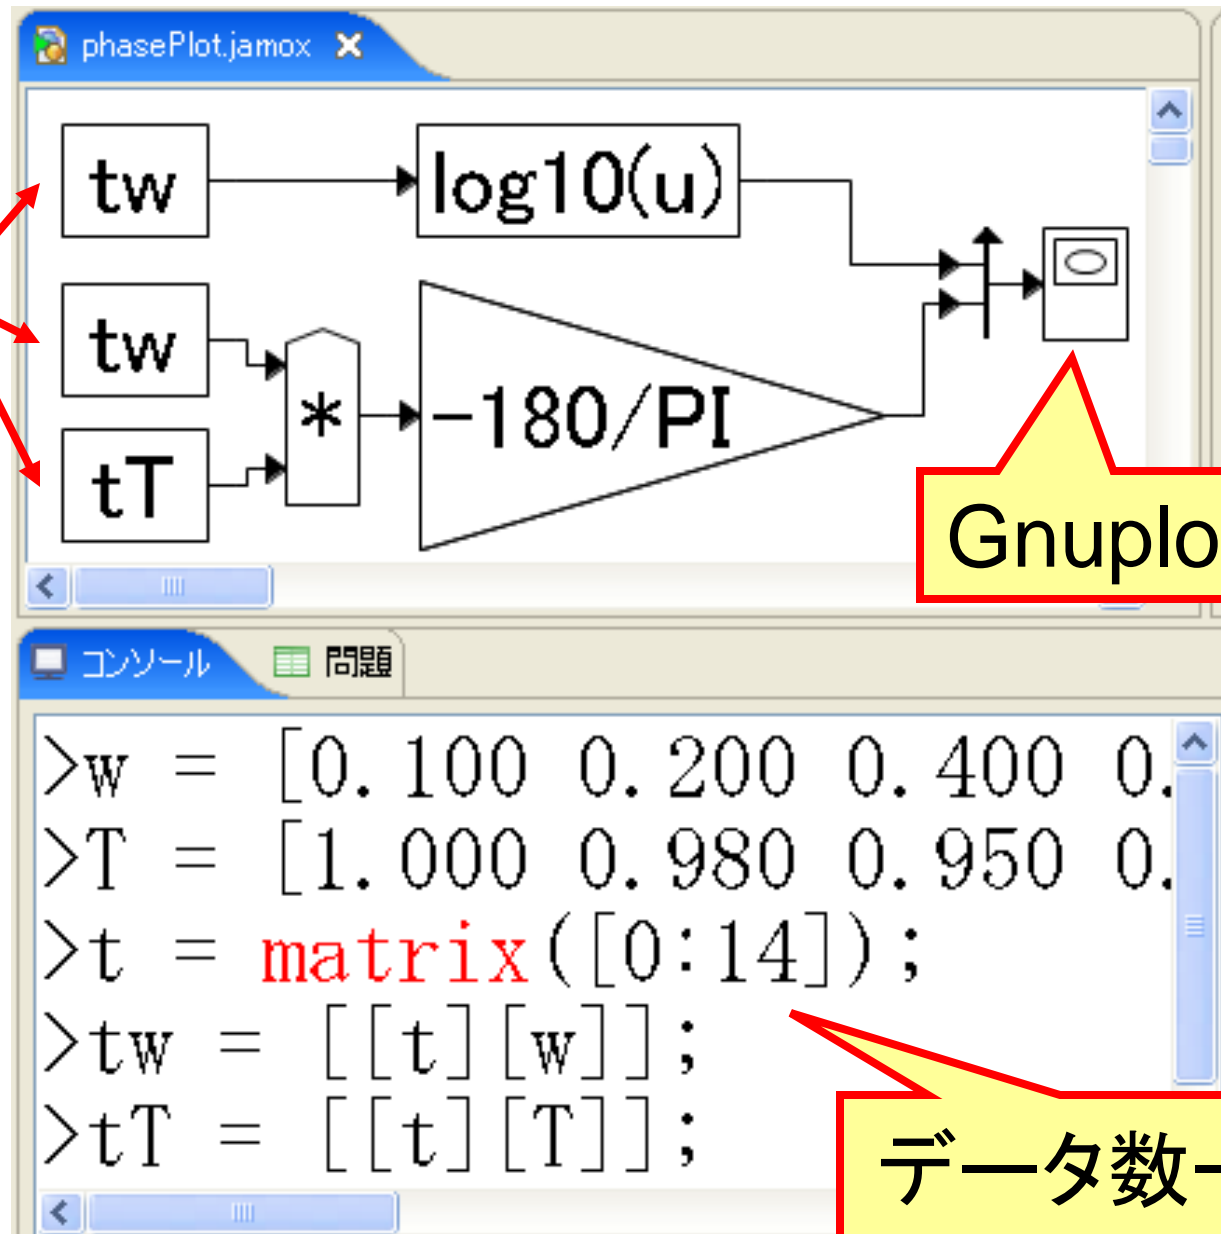 phasePlot.jamox
tw
log10(u)
tw
*
-180/PI
tT
Gnuplo
コンソール 問題
>w = [0.100 0.200 0.400 0.
>T = [1.000 0.980 0.950 0.
>t = matrix([0:14]);
>tw = [[t][w]];
>tT = [[t][T]];
データ数-